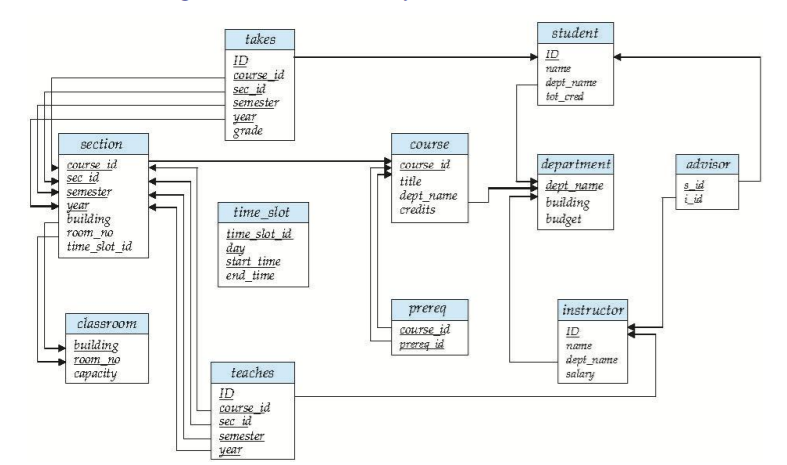 takes
ID
course_id
sec_id
semester
year
grade
student
ID
name
dept_name
tot_cred
section
course_id
sec_id
semester
year
building
room_no
time_slot_id
course
course_id
title
dept_name
credits
department
dept_name
building
budget
advisor
s_id
i_id
time_slot
time_slot_id
day
start_time
end_time
prereq
course_id
prereq_id
instructor
ID
name
dept_name
salary
classroom
building
room_no
capacity
teaches
ID
course_id
sec_id
semester
year